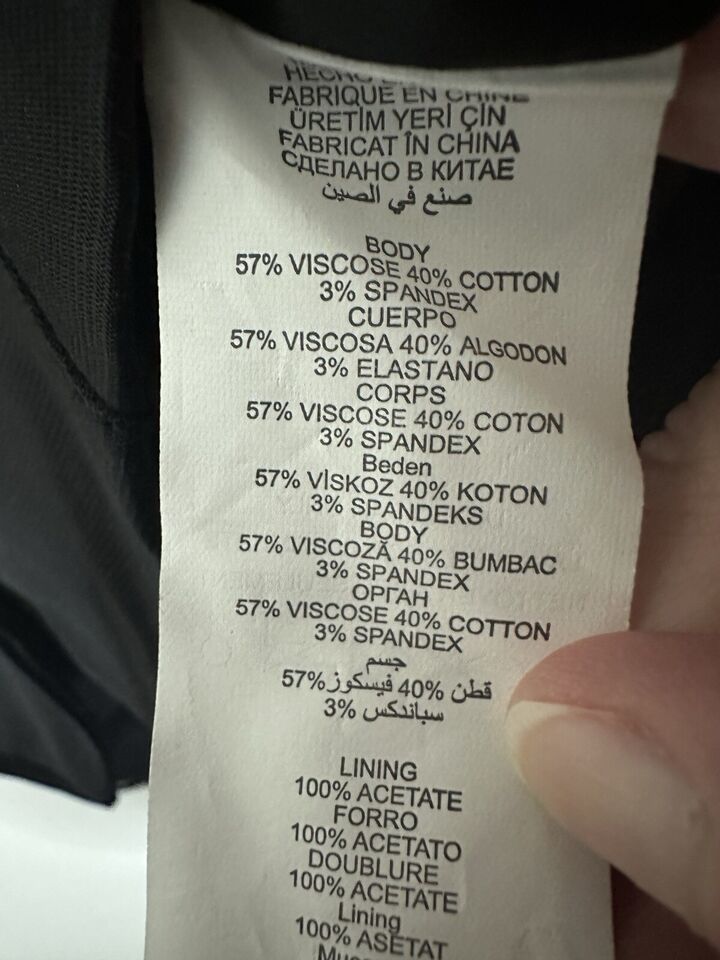 FABRIQUE EN CHINE
ÜRETİM YERİ ÇİN
FABRICAT ÎN CHINA
СДЕЛАНО В КИТАЕ
صنع في الصين
BODY
57% VISCOSE 40% COTTON
3% SPANDEX
CUERPO
57% VISCOSA 40% ALGODON
3% ELASTANO
CORPS
57% VISCOSE 40% COTON
3% SPANDEX
Beden
57% VİSKOZ 40% KOTON
3% SPANDEKS
BODY
57% VISCOZĂ 40% BUMBAC
3% SPANDEX
ОРГАН
57% VISCOSE 40% COTTON
3% SPANDEX
جسم
قطن %40 فيسكوز %57
سباندكس %3
LINING
100% ACETATE
FORRO
100% ACETATO
DOUBLURE
100% ACETATE
Lining
100% ASETAT